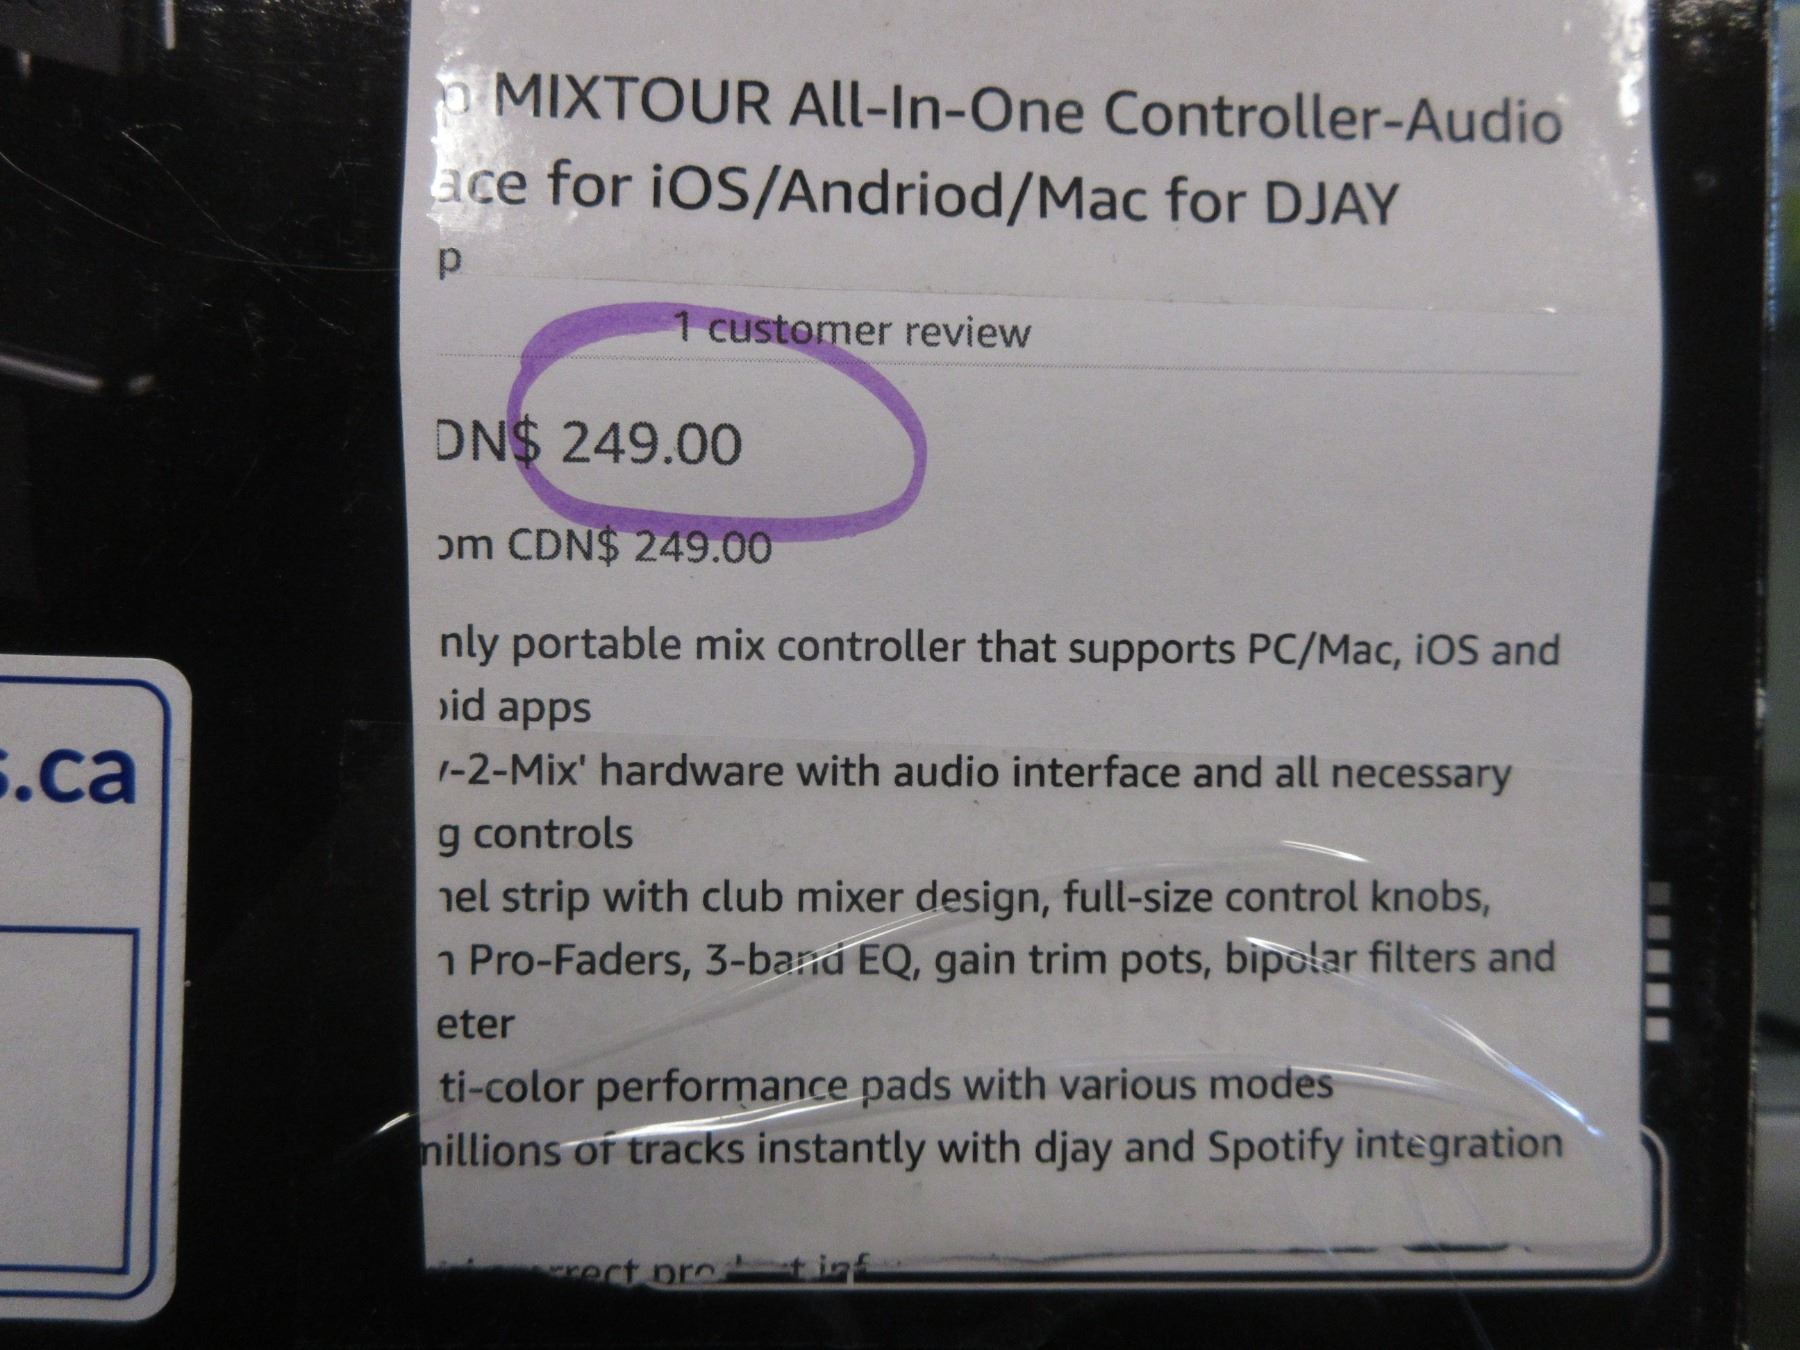 p MIXTOUR All-In-One Controller-Audio
ace for iOS/Andriod/Mac for DJAY
p
1 customer review
DN$ 249.00
om CDN$ 249.00
nly portable mix controller that supports PC/Mac, iOS and
id apps
-2-Mix' hardware with audio interface and all necessary
g controls
nel strip with club mixer design, full-size control knobs,
Pro-Faders, 3-band EQ, gain trim pots, bipolar filters and
eter
ti-color performance pads with various modes
millions of tracks instantly with djay and Spotify integration
s.ca